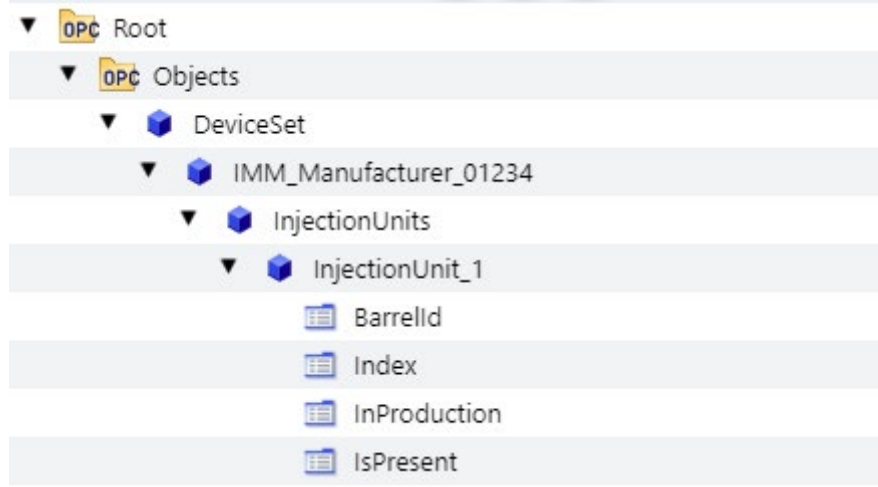 OPC Root
OPC Objects
DeviceSet
IMM_Manufacturer_01234
InjectionUnits
InjectionUnit_1
BarrelId
Index
InProduction
IsPresent